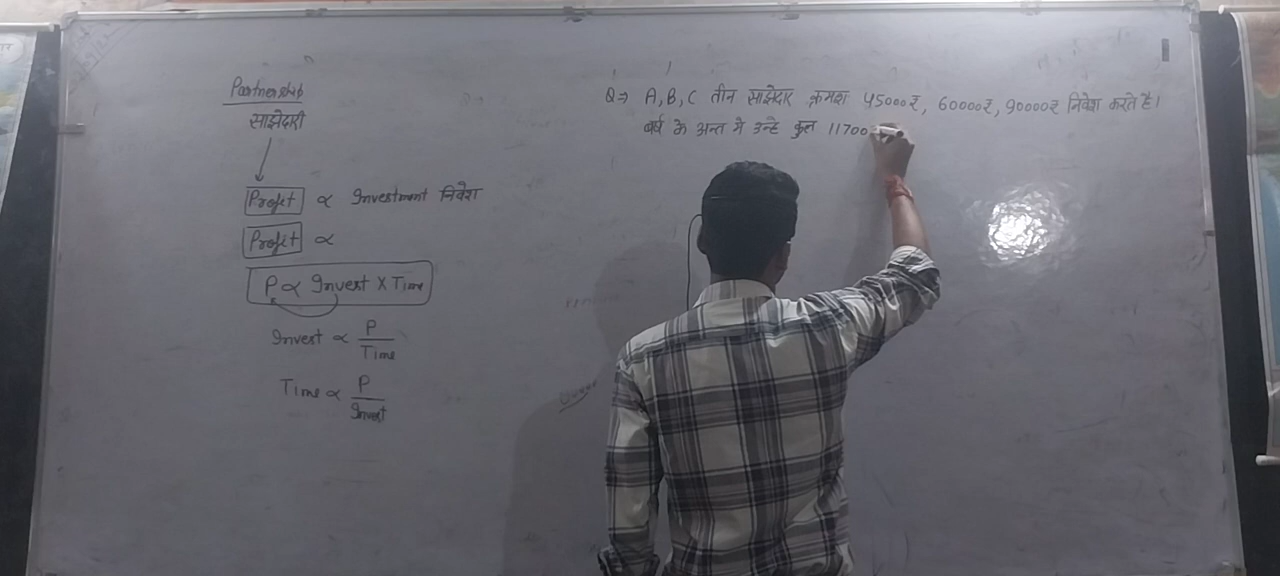 Partnership
साझेदारी
Profit ∝ Investment निवेश
Profit ∝
P ∝ Invest X Time
Invest ∝ P/Time
Time ∝ P/Invest
Q⇒ A, B, C तीन साझेदार क्रमशः 45000₹, 60000₹, 90000₹ निवेश करते है।
वर्ष के अन्त मे उन्हे कुल 11700